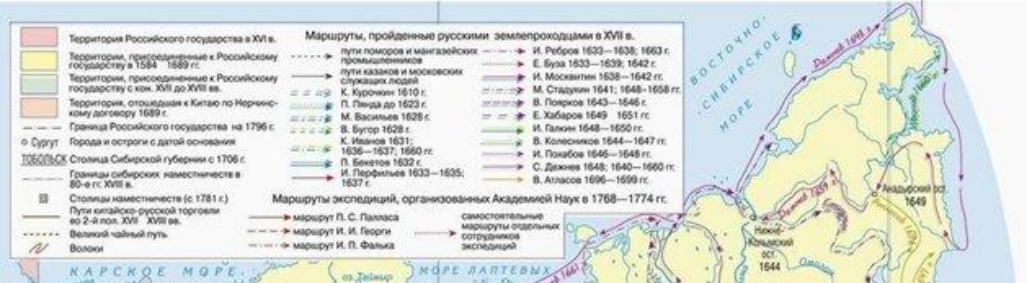 Территория Российского государства в XVI в.
Территории, присоединенные к Российскому
государству в 1584 1689 гг.
Территории, присоединенные к Российскому
государству с кон. XVII до XVIII вв.
Территория, отошедшая к Китаю по Нерчинс-
кому договору 1689 г.
Граница Российского государства на 1796 г.
Сургут Города и остроги с датой основания
ТОБОЛЬСК Столица Сибирской губернии с 1706 г.
Границы сибирских наместничеств в
80-е гг. XVIII в.
Столицы наместничеств (с 1781 г.)
Пути китайско-русской торговли
во 2-й пол. XVII XVIII вв.
Великий чайный путь
Волоки
Маршруты, пройденные русскими землепроходцами в XVII в.
пути поморов и мангазейских
промышленников
пути казаков и московских
служащих людей
К. Курочкин 1610 г.
П. Пянда до 1623 г.
М. Васильев 1628 г.
В. Бугор 1628 г.
К. Иванов 1631;
1636–1637; 1660 гг.
П. Бекетов 1632 г.
И. Перфильев 1633–1635;
1637 г.
И. Ребров 1633–1638; 1663 г.
Е. Буза 1633–1639; 1642 г.
И. Москвитин 1638–1642 гг.
М. Стадухин 1641; 1648–1658 гг.
В. Поярков 1643–1646 г.
Е. Хабаров 1649 1651 гг.
И. Галкин 1648–1650 гг.
В. Колесников 1644–1647 гг.
И. Похабов 1646–1648 гг.
С. Дежнев 1648; 1640–1660 гг.
В. Атласов 1696–1699 гг.
Маршруты экспедиций, организованных Академией Наук в 1768–1774 гг.
маршрут П. С. Палласа
маршрут И. И. Георги
маршрут И. П. Фалька
самостоятельные
маршруты отдельных
сотрудников
экспедиций
ВОСТОЧНО-
СИБИРСКОЕ
МОРЕ
Дежнев 1648 г.
Анадырский ост.
1649
Дежнев 1659 г.
Нижне-
Колымский
ост.
1644
Омолон
КАРСКОЕ МОРЕ
оз. Таймыр
МОРЕ ЛАПТЕВЫХ